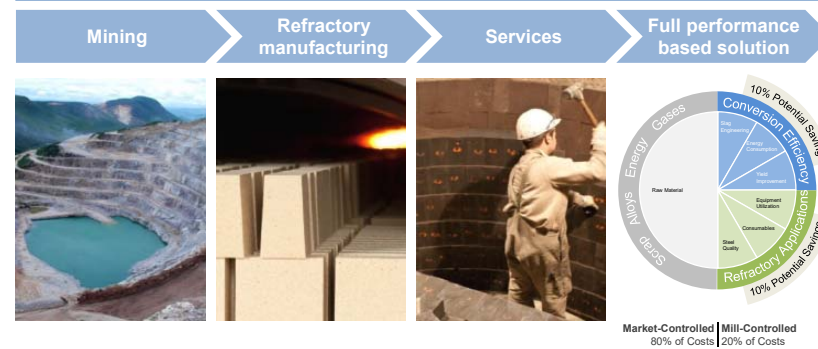 Mining
Refractory
manufacturing
Services
Full performance
based solution
10% Potential Saving
Conversion Efficiency
Slag
Engineering
Energy
Consumption
Yield
Improvement
Raw Material
Equipment
Utilization
Consumables
Steel
Quality
Scrap Alloys Energy Gases
Refractory Applications
10% Potential Savings
Market-Controlled
80% of Costs
Mill-Controlled
20% of Costs